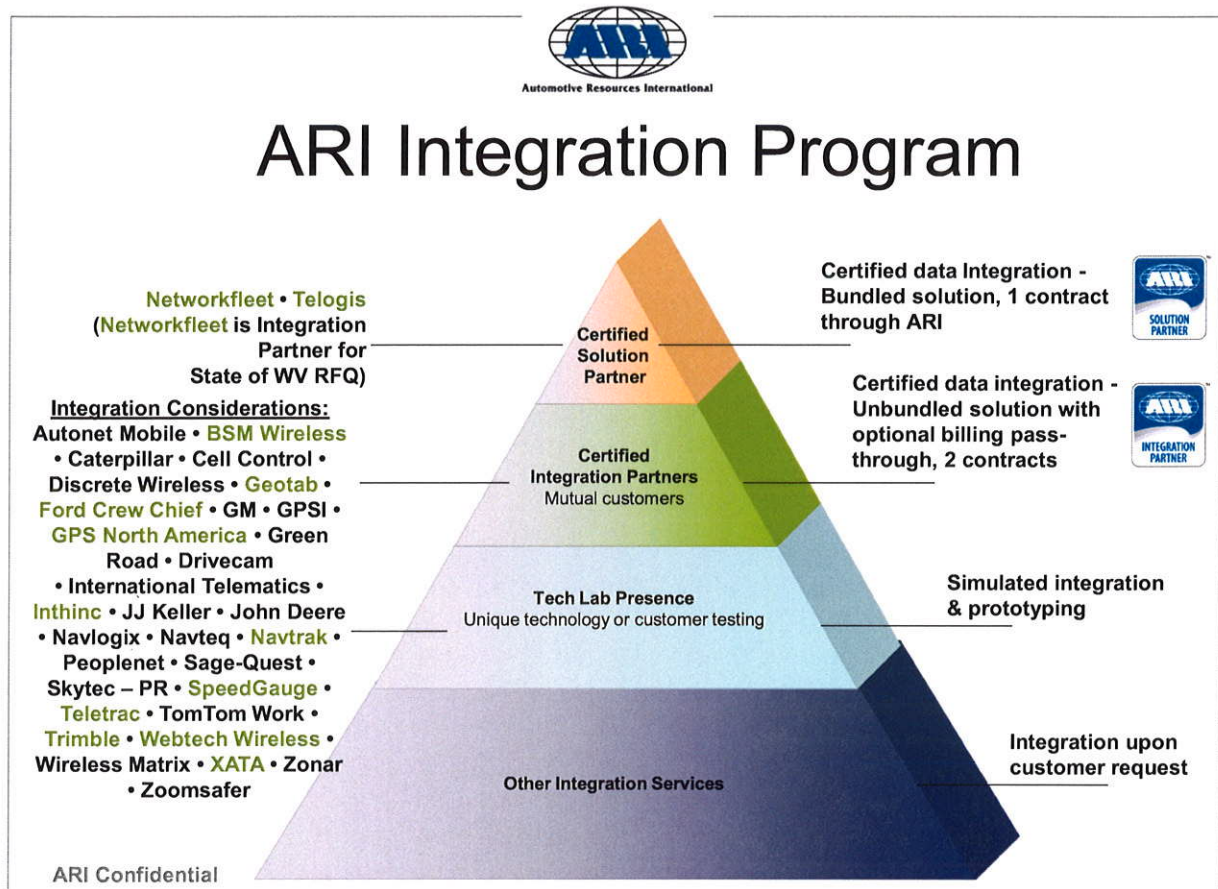 ARI
Automotive Resources International
ARI Integration Program
Networkfleet • Telogis
(Networkfleet is Integration
Partner for
State of WV RFQ)
Integration Considerations:
Autonet Mobile • BSM Wireless
• Caterpillar • Cell Control •
Discrete Wireless • Geotab •
Ford Crew Chief • GM • GPSI •
GPS North America • Green
Road • Drivecam
• International Telematics •
Inthinc • JJ Keller • John Deere
• Navlogix • Navteq • Navtrak •
Peoplenet • Sage-Quest •
Skytec – PR • SpeedGauge •
Teletrac • TomTom Work •
Trimble • Webtech Wireless •
Wireless Matrix • XATA • Zonar
• Zoomsafer
Certified
Solution
Partner
Certified
Integration Partners
Mutual customers
Tech Lab Presence
Unique technology or customer testing
Other Integration Services
Certified data Integration -
Bundled solution, 1 contract
through ARI
ARI
SOLUTION
PARTNER
™
Certified data integration -
Unbundled solution with
optional billing pass-
through, 2 contracts
ARI
INTEGRATION
PARTNER
™
Simulated integration
& prototyping
Integration upon
customer request
ARI Confidential